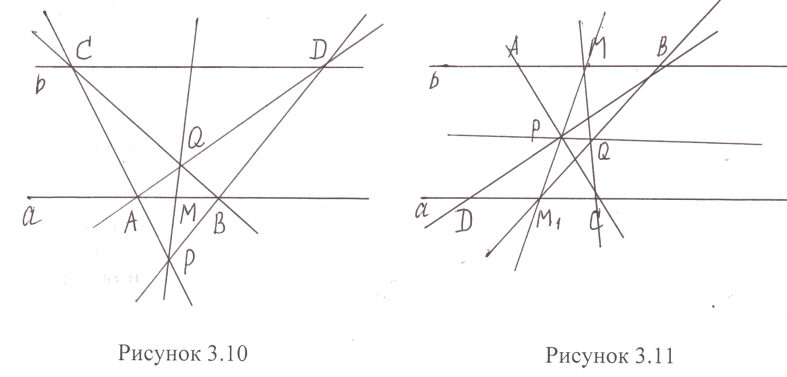 C D
b
Q
a A M B
P
Рисунок 3.10
A M B
b
P Q
a D M₁ C
Рисунок 3.11